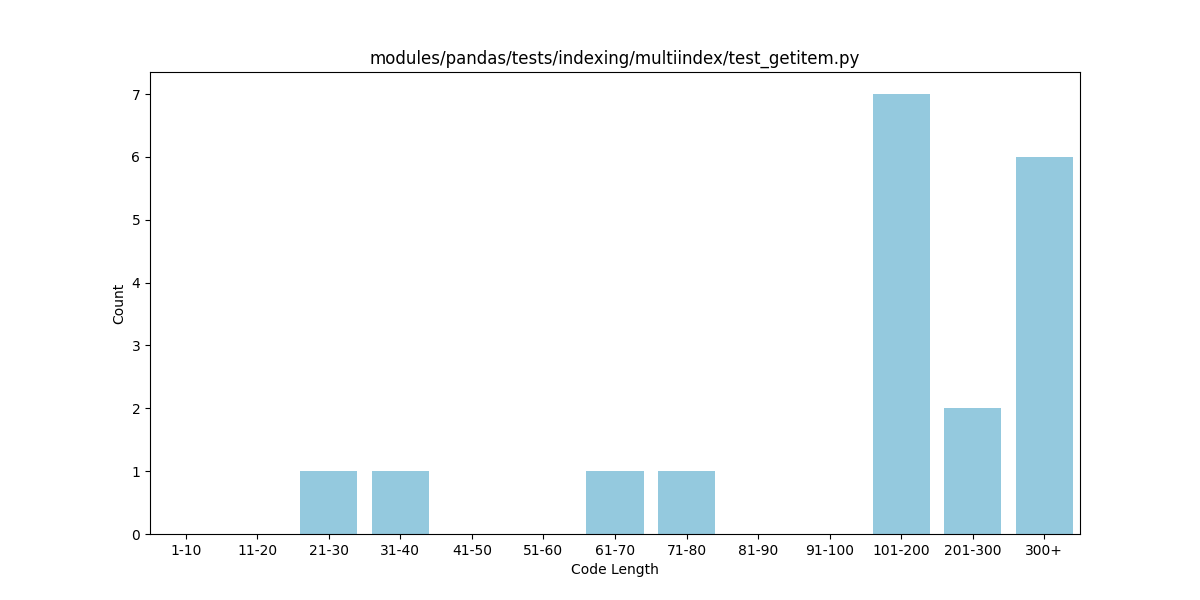 modules/pandas/tests/indexing/multiindex/test_getitem.py
7
6
5
4
3
2
1
0
Count
1-10 11-20 21-30 31-40 41-50 51-60 61-70 71-80 81-90 91-100 101-200 201-300 300+
Code Length